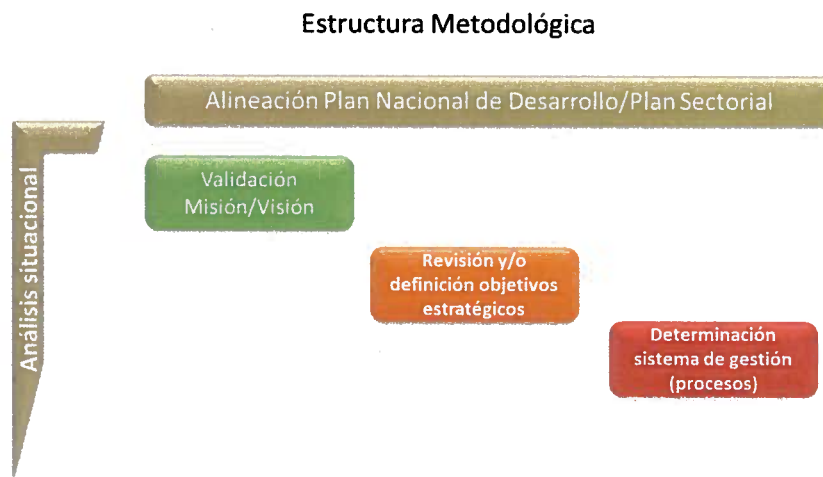 Estructura Metodológica
Alineación Plan Nacional de Desarrollo/Plan Sectorial
Análisis situacional
Validación
Misión/Visión
Revisión y/o
definición objetivos
estratégicos
Determinación
sistema de gestión
(procesos)